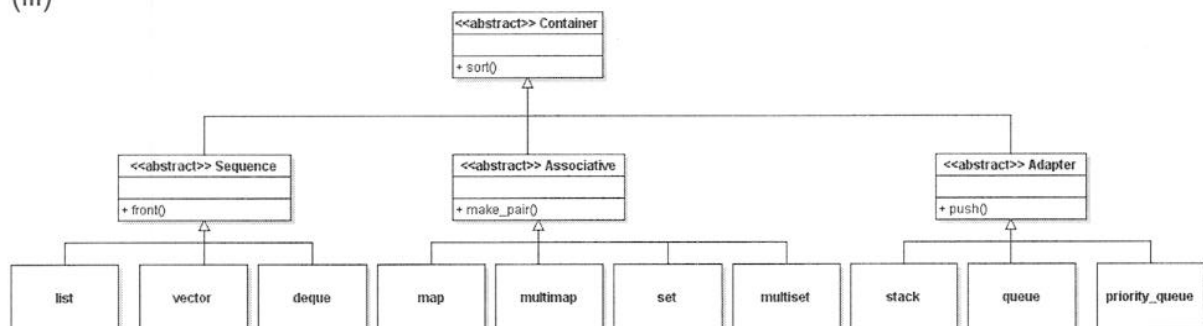 (iii)
<<abstract>> Container
+ sort()
<<abstract>> Sequence
+ front()
<<abstract>> Associative
+ make_pair()
<<abstract>> Adapter
+ push()
list
vector
deque
map
multimap
set
multiset
stack
queue
priority_queue